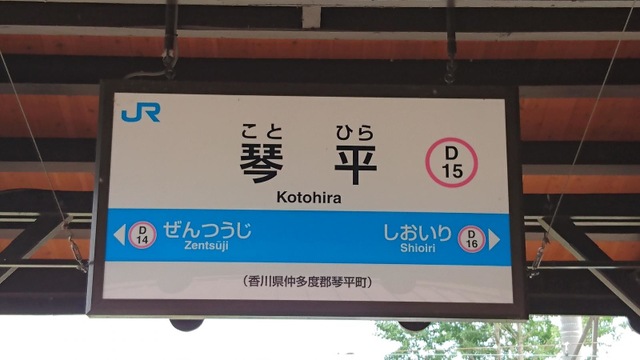 JR
こと ひら
琴 平
Kotohira
D
15
D
14
ぜんつうじ
Zentsūji
しおいり
Shioiri
D
16
(香川県仲多度郡琴平町)